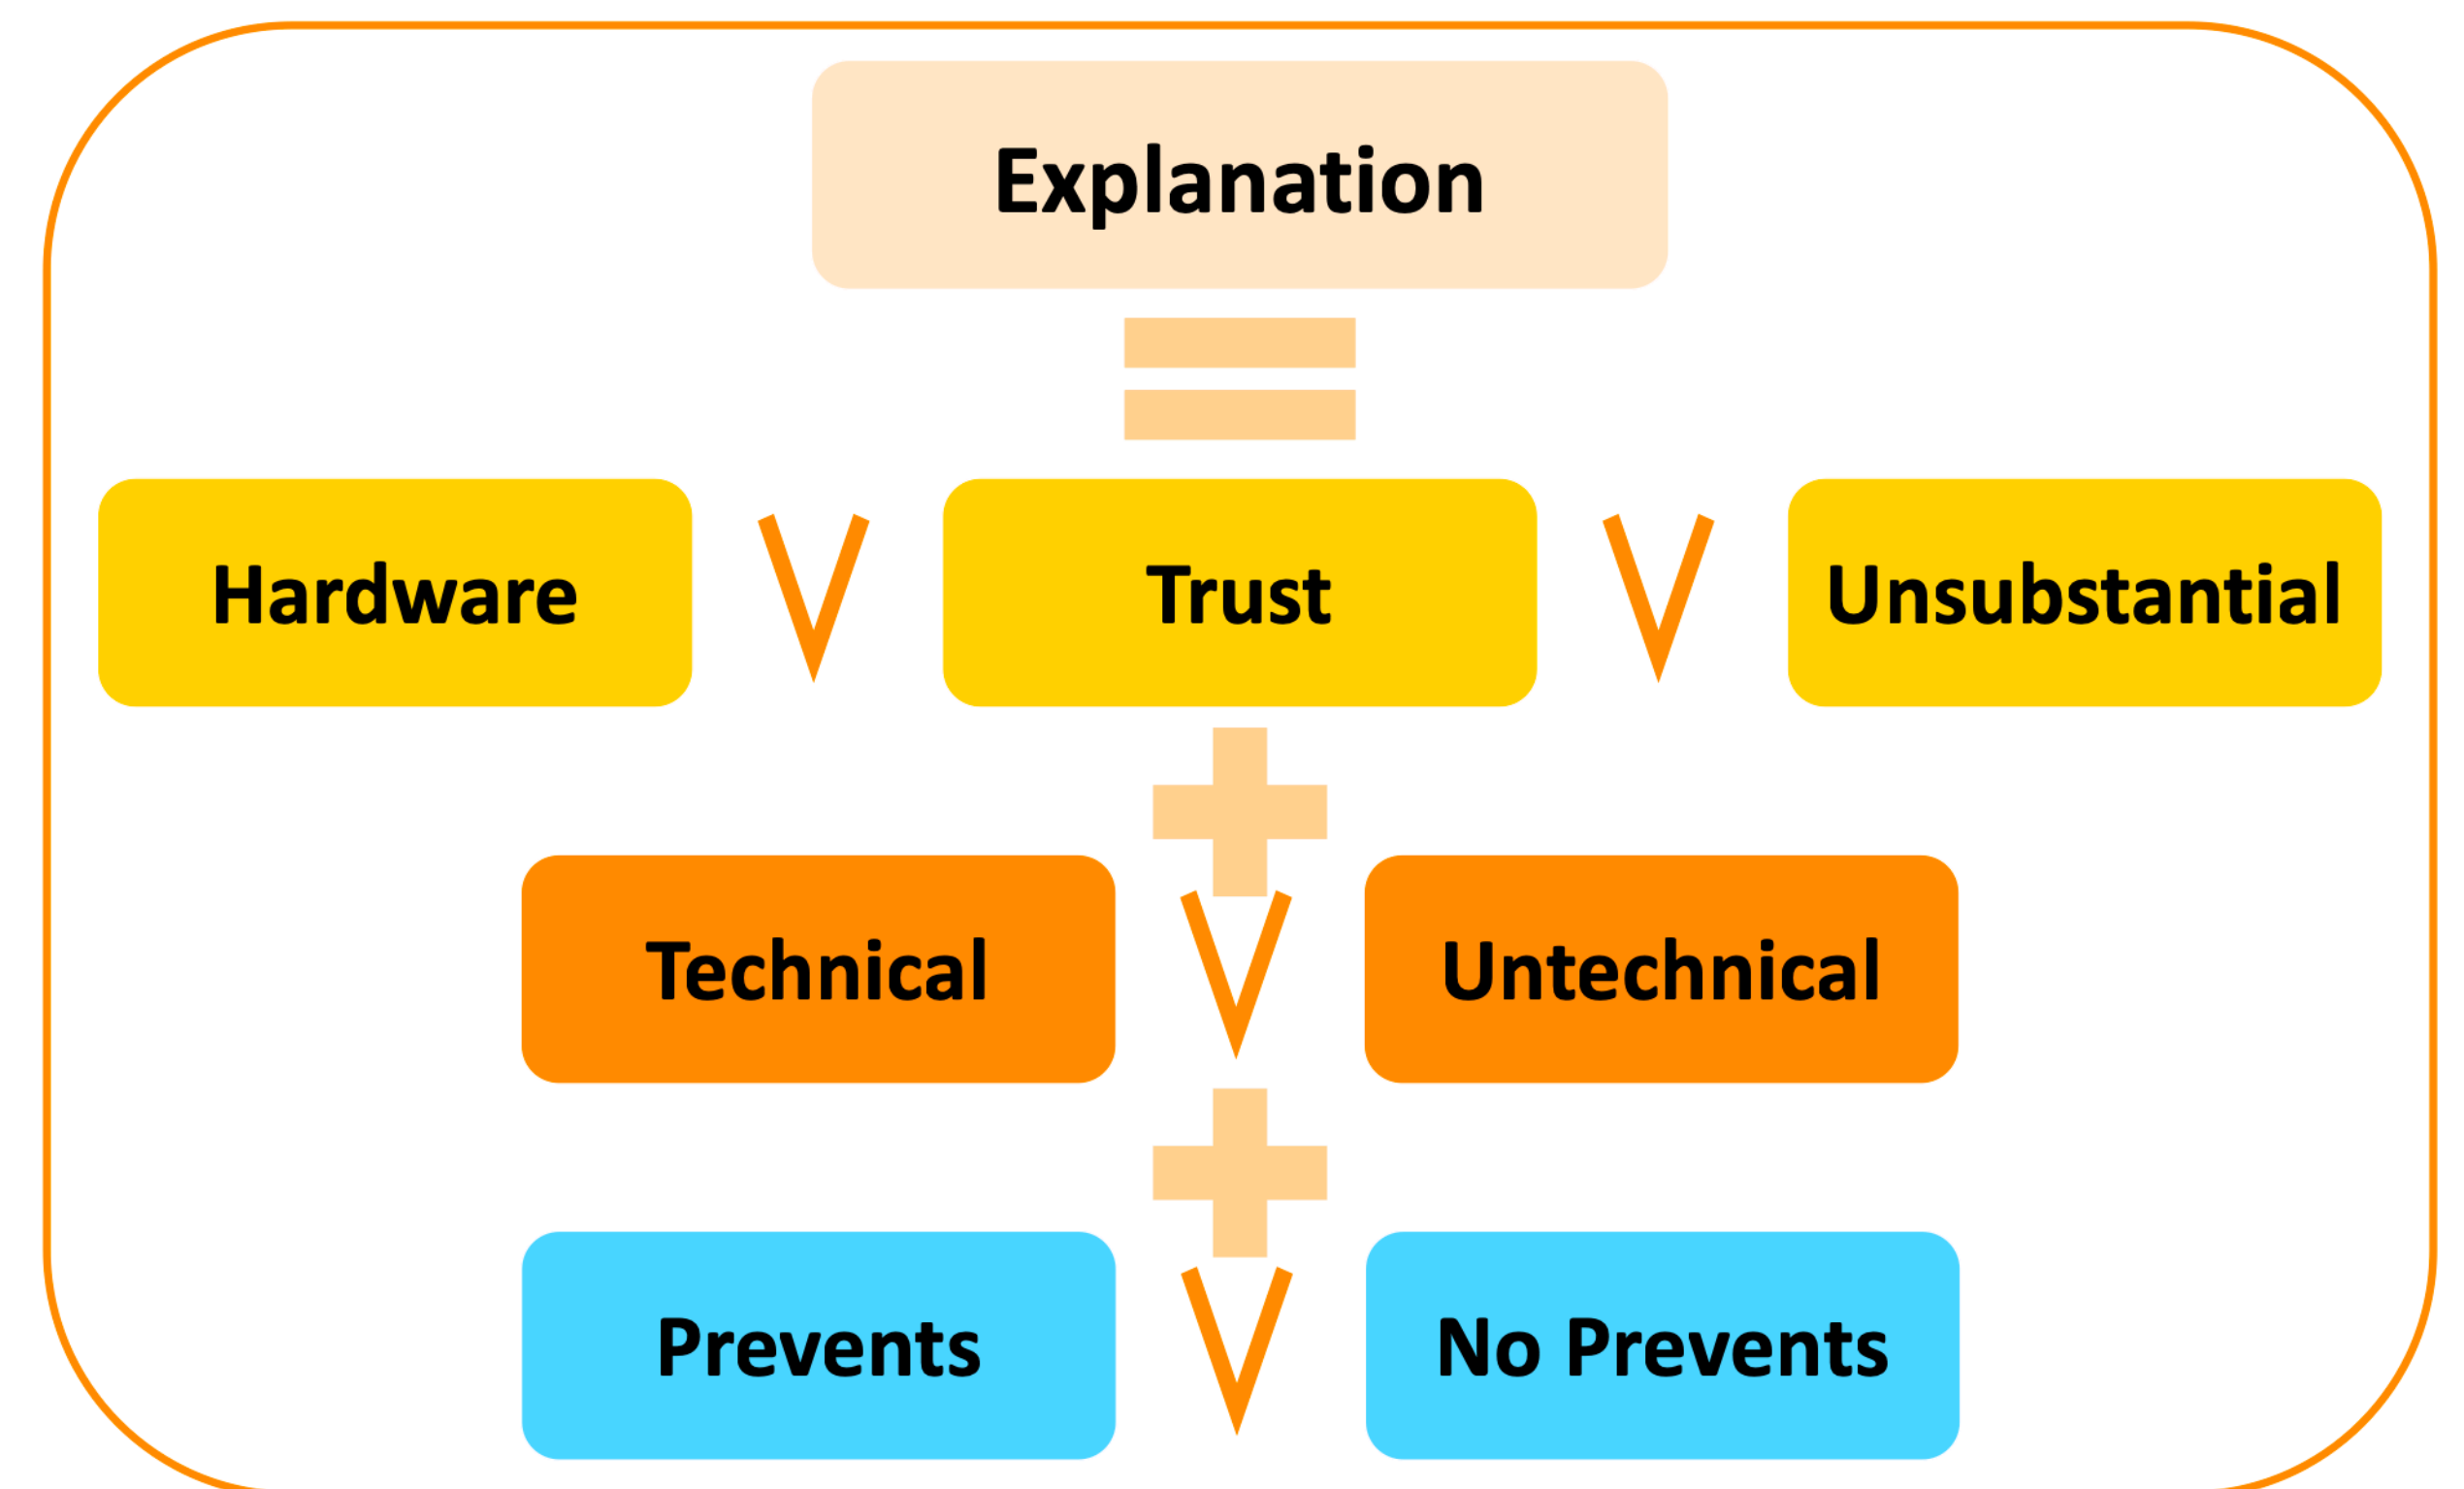 Explanation
Hardware V Trust V Unsubstantial
Technical V Untechnical
Prevents V No Prevents